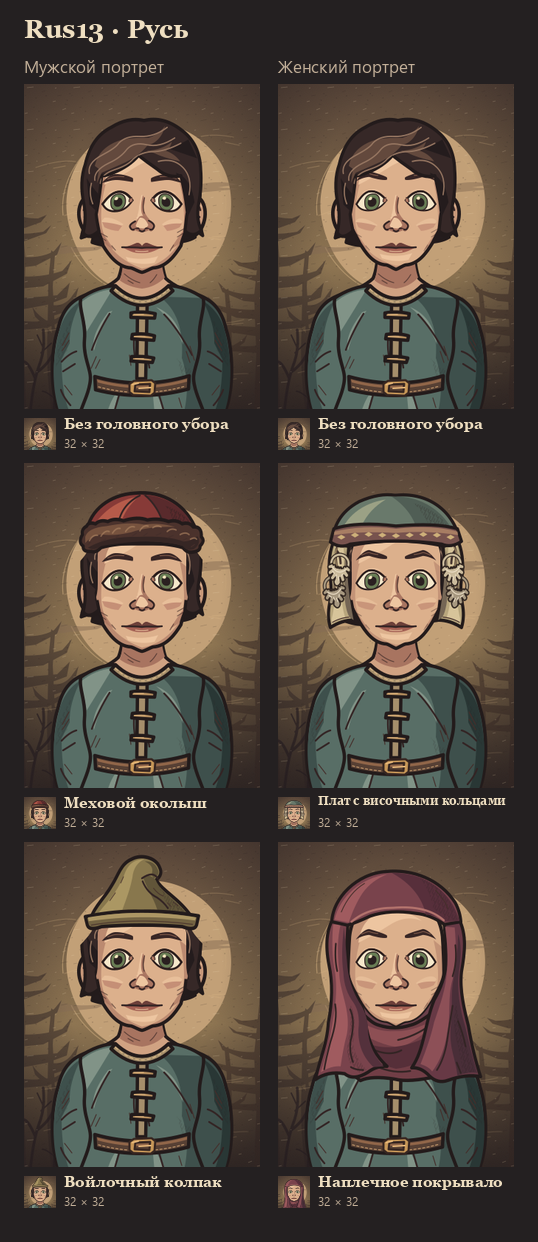 Rus13 · Русь
Мужской портрет
Женский портрет
Без головного убора
32 × 32
Без головного убора
32 × 32
Меховой околыш
32 × 32
Плат с височными кольцами
32 × 32
Войлочный колпак
32 × 32
Наплечное покрывало
32 × 32